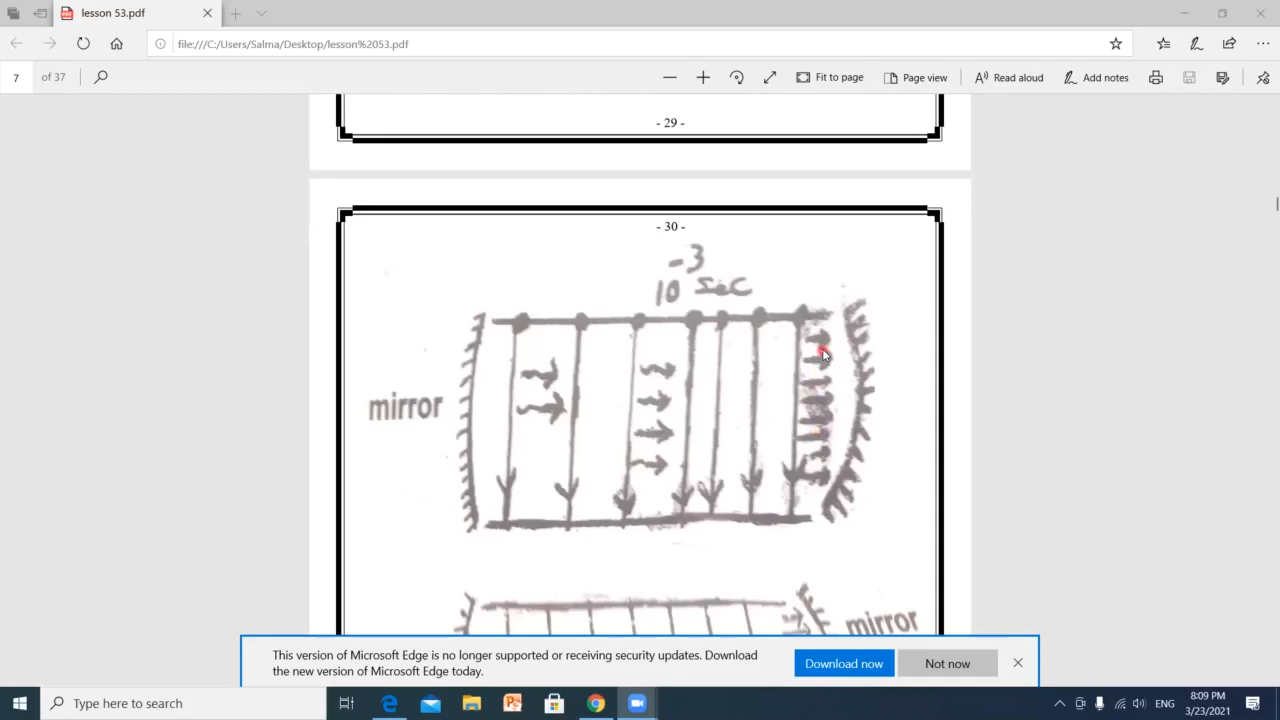 lesson 53.pdf
file:///C:/Users/Salma/Desktop/lesson%2053.pdf
7 of 37
Fit to page
Page view
Read aloud
Add notes
- 29 -
- 30 -
-3
10 sec
mirror
mirror
This version of Microsoft Edge is no longer supported or receiving security updates. Download
the new version of Microsoft Edge today.
Download now
Not now
Type here to search
ENG
8:09 PM
3/23/2021